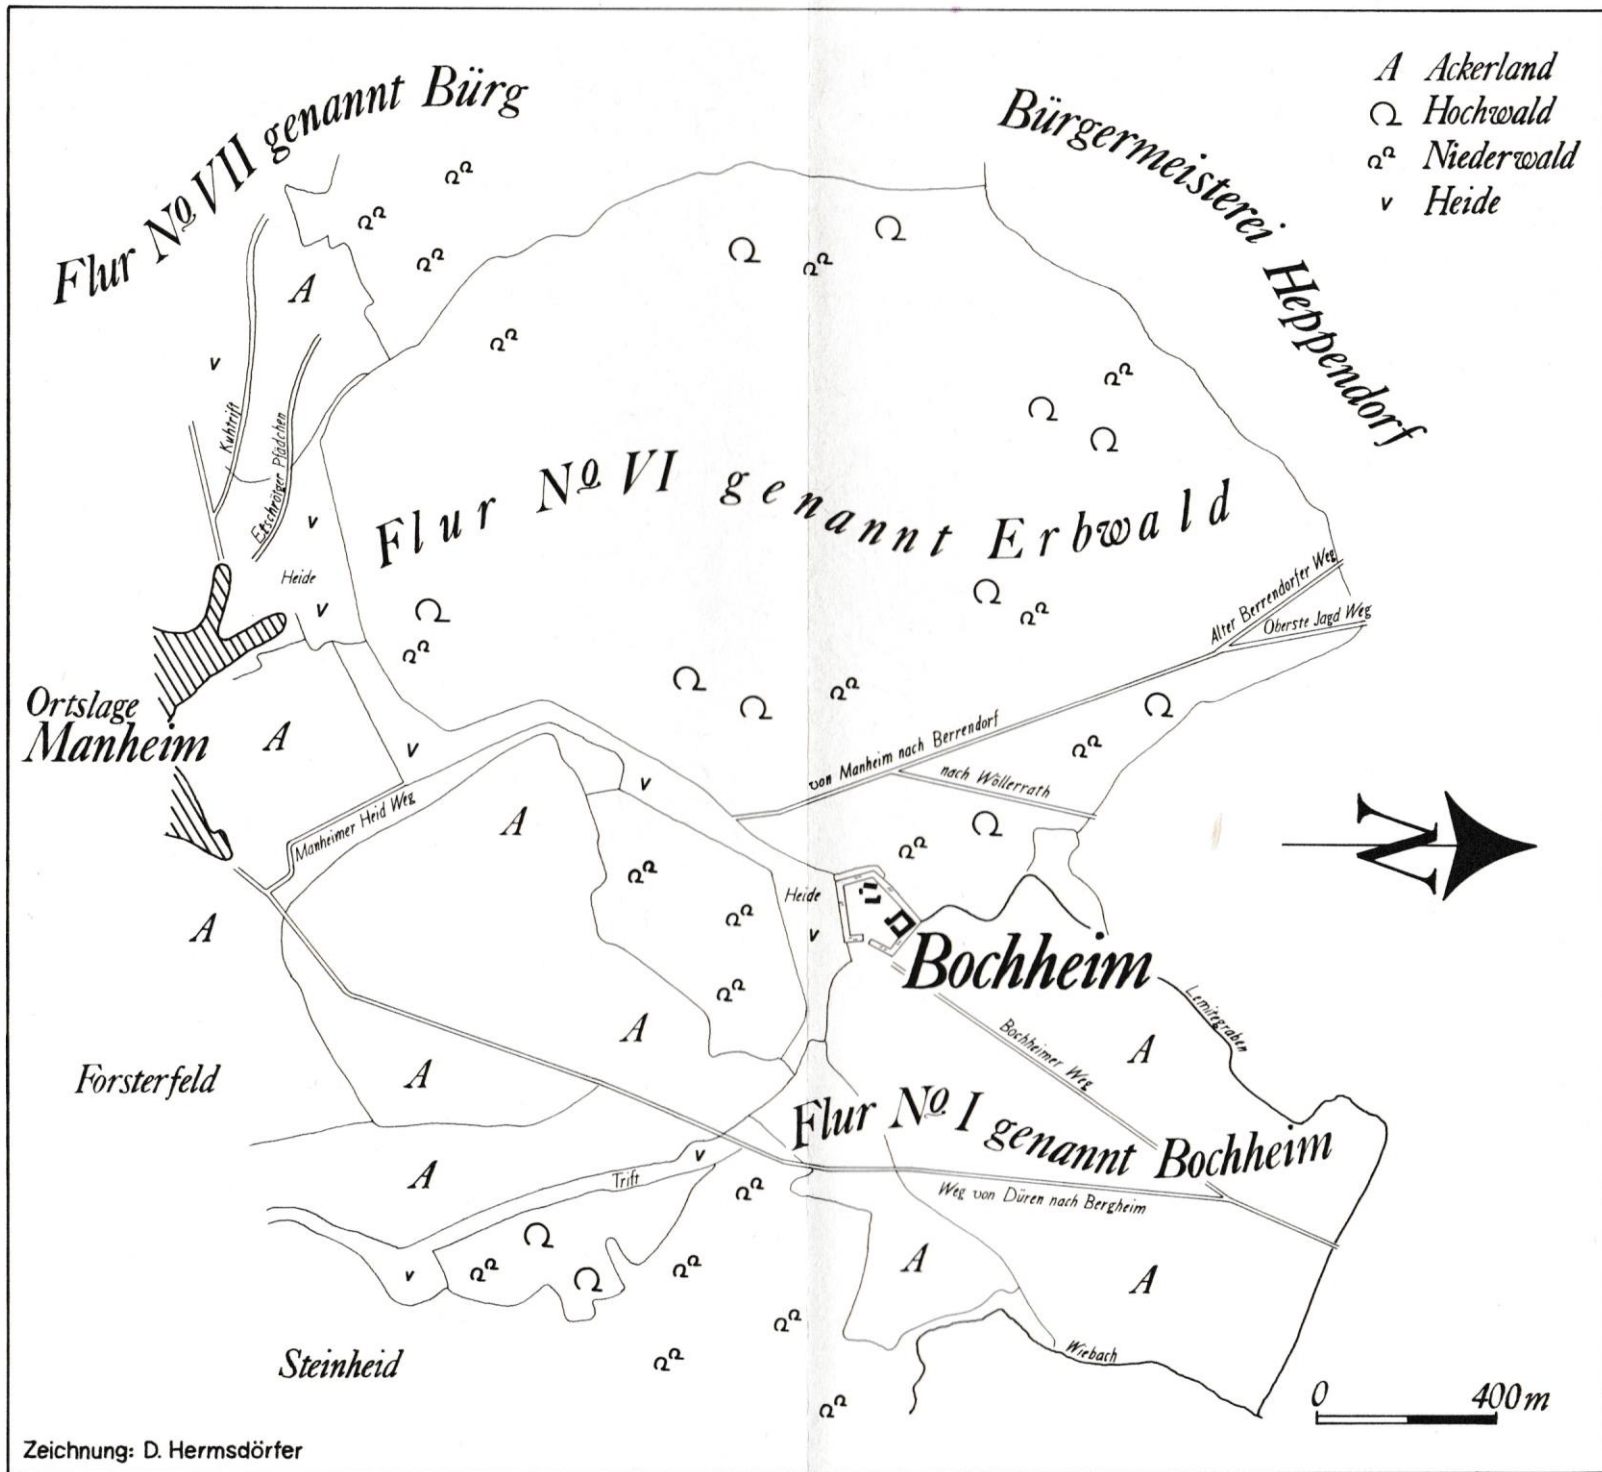 A Ackerland
Hochwald
Niederwald
v Heide
Flur No VII genannt Bürg
Bürgermeisterei Heppendorf
A
v
Kuhtrift
Etschrötger Pfädchen
v
Heide
v
Flur No VI genannt Erbwald
Alter Berrendorfer Weg
Oberste Jagd Weg
Ortslage
Manheim
A
v
v
von Manheim nach Berrendorf
nach Wöllerrath
Manheimer Heid Weg
A
N
Heide
v
A
Bochheim
Lemitegraben
Bochheimer Weg
A
A
A
Forsterfeld
Flur No I genannt Bochheim
v
A
Trift
Weg von Düren nach Bergheim
A
A
v
Wiebach
Steinheid
0 400 m
Zeichnung: D. Hermsdörfer